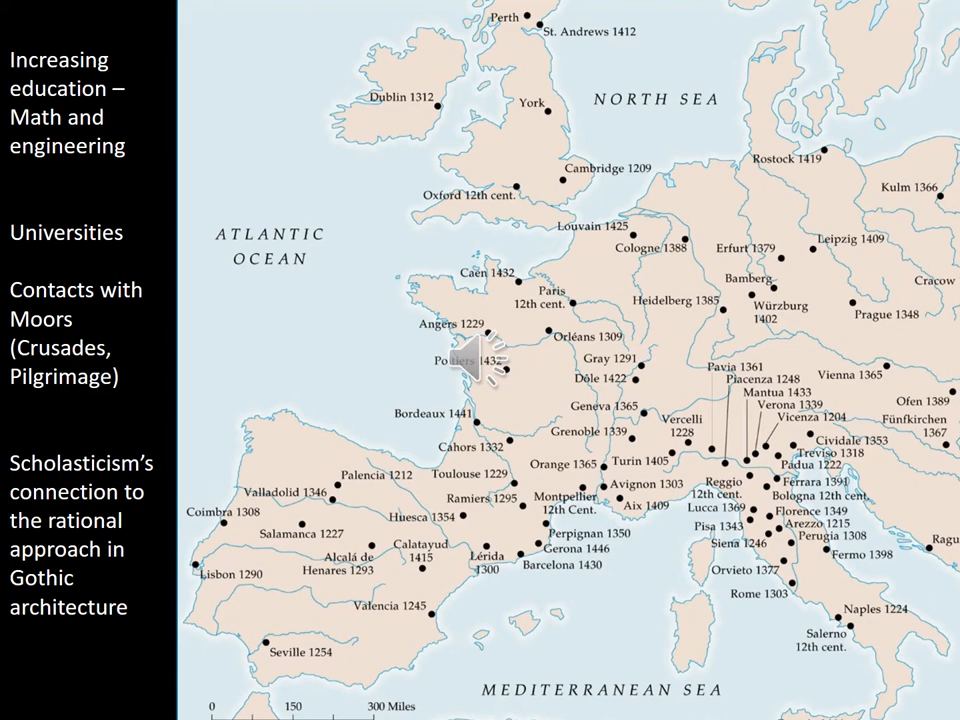 Increasing
education –
Math and
engineering
Universities
Contacts with
Moors
(Crusades,
Pilgrimage)
Scholasticism’s
connection to
the rational
approach in
Gothic
architecture
Perth
St. Andrews 1412
Dublin 1312
York
NORTH SEA
Rostock 1419
Cambridge 1209
Kulm 1366
Oxford 12th cent.
ATLANTIC
OCEAN
Louvain 1425
Cologne 1388
Erfurt 1379
Leipzig 1409
Caen 1432
Bamberg
Cracow
Paris
12th cent.
Heidelberg 1385
Würzburg
1402
Prague 1348
Angers 1229
Orléans 1309
Poitiers 1432
Gray 1291
Dôle 1422
Pavia 1361
Piacenza 1248
Mantua 1433
Verona 1339
Vicenza 1204
Vienna 1365
Ofen 1389
Geneva 1365
Bordeaux 1441
Vercelli
1228
Fünfkirchen
1367
Grenoble 1339
Cahors 1332
Cividale 1353
Treviso 1318
Padua 1222
Orange 1365
Turin 1405
Toulouse 1229
Palencia 1212
Valladolid 1346
Avignon 1303
Reggio
12th cent.
Ferrara 1391
Bologna 12th cent.
Ramiers 1295
Montpellier
12th Cent.
Aix 1409
Lucca 1369
Florence 1349
Coimbra 1308
Huesca 1354
Pisa 1343
Arezzo 1215
Salamanca 1227
Perpignan 1350
Siena 1246
Perugia 1308
Ragu
Alcalá de
Henares 1293
Calatayud
1415
Lérida
1300
Gerona 1446
Barcelona 1430
Fermo 1398
Lisbon 1290
Orvieto 1377
Rome 1303
Valencia 1245
Naples 1224
Salerno
12th cent.
Seville 1254
MEDITERRANEAN SEA
0 150 300 Miles